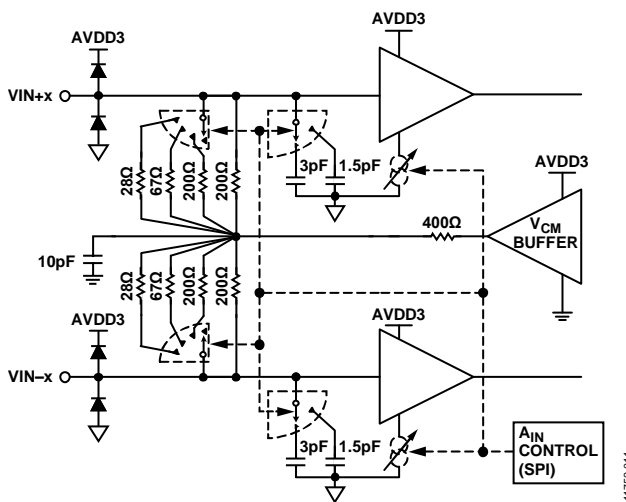 AVDD3
AVDD3
VIN+x
28Ω
67Ω
200Ω
200Ω
3pF
1.5pF
AVDD3
400Ω
VCM
BUFFER
10pF
28Ω
67Ω
200Ω
200Ω
AVDD3
AVDD3
VIN–x
3pF
1.5pF
AIN
CONTROL
(SPI)